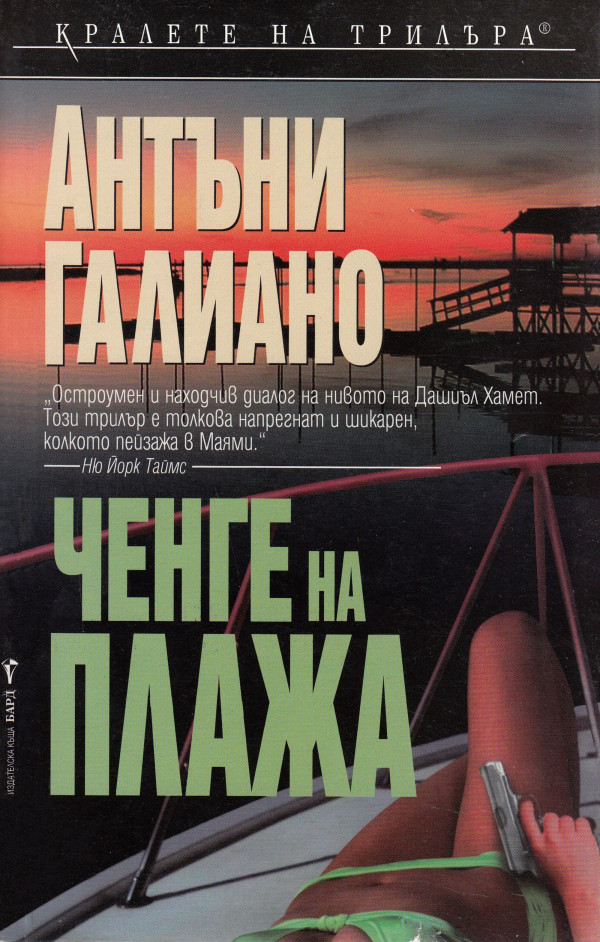 КРАЛЕТЕ НА ТРИЛЪРА®
АНТЪНИ
ГАЛИАНО
„Остроумен и находчив диалог на нивото на Дашиъл Хамет.
Този трилър е толкова напрегнат и шикарен,
колкото пейзажа в Маями.“
Ню Йорк Таймс
ЧЕНГЕ НА
ПЛАЖА
ИЗДАТЕЛСКА КЪЩА БАРД